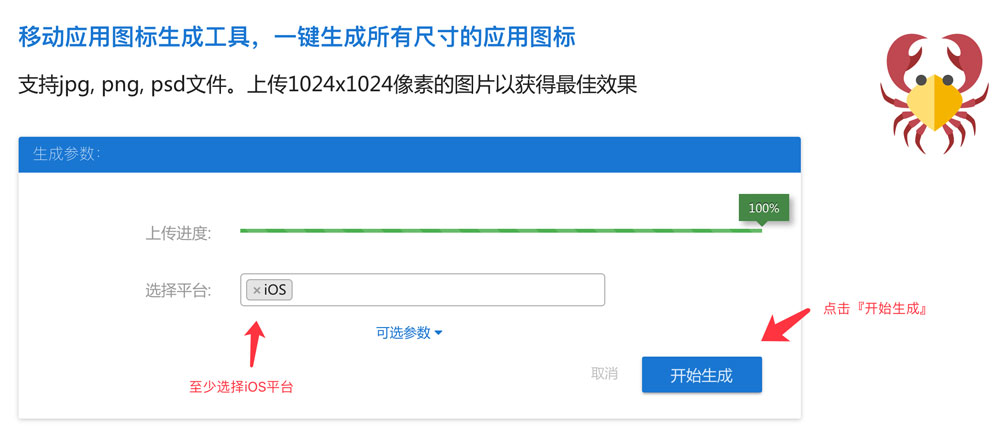 移动应用图标生成工具，一键生成所有尺寸的应用图标
支持jpg, png, psd文件。上传1024x1024像素的图片以获得最佳效果
生成参数：
100%
上传进度:
选择平台:
×iOS
点击『开始生成』
可选参数
至少选择iOS平台
取消
开始生成